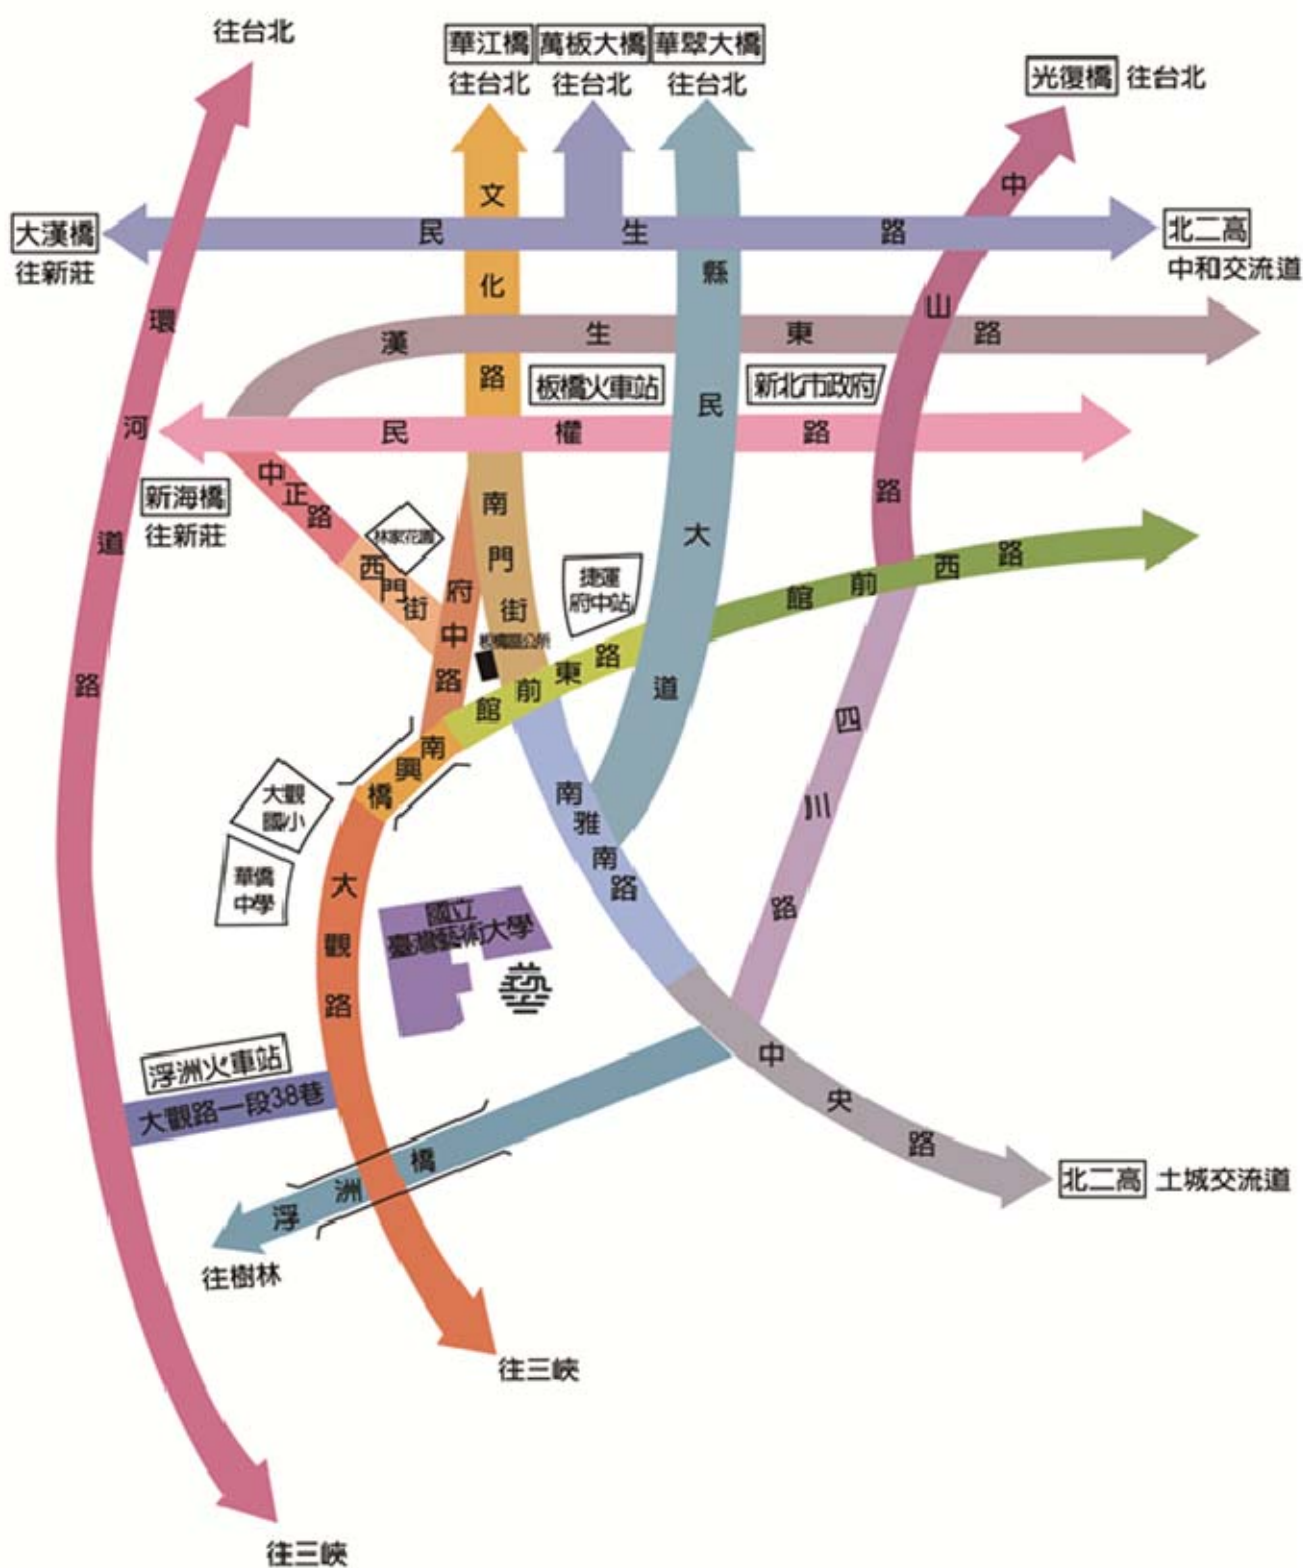 往台北
華江橋
往台北
萬板大橋
往台北
華翠大橋
往台北
光復橋 往台北
大漢橋
往新莊
民生路
北二高
中和交流道
文化路
縣民大道
中山路
環河道路
漢生東路
板橋火車站
新北市政府
民權路
新海橋
往新莊
中正路
林家花園
西門街
府中路
南門街
捷運
府中站
板橋區公所
館前東路
館前西路
南興橋
四川路
南雅南路
大觀
國小
華僑
中學
大觀路
國立
臺灣藝術大學
浮洲火車站
大觀路一段38巷
中央路
浮洲橋
往樹林
北二高 土城交流道
往三峽
往三峽